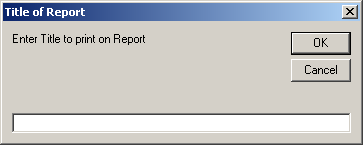 Title of Report
Enter Title to print on Report
OK
Cancel